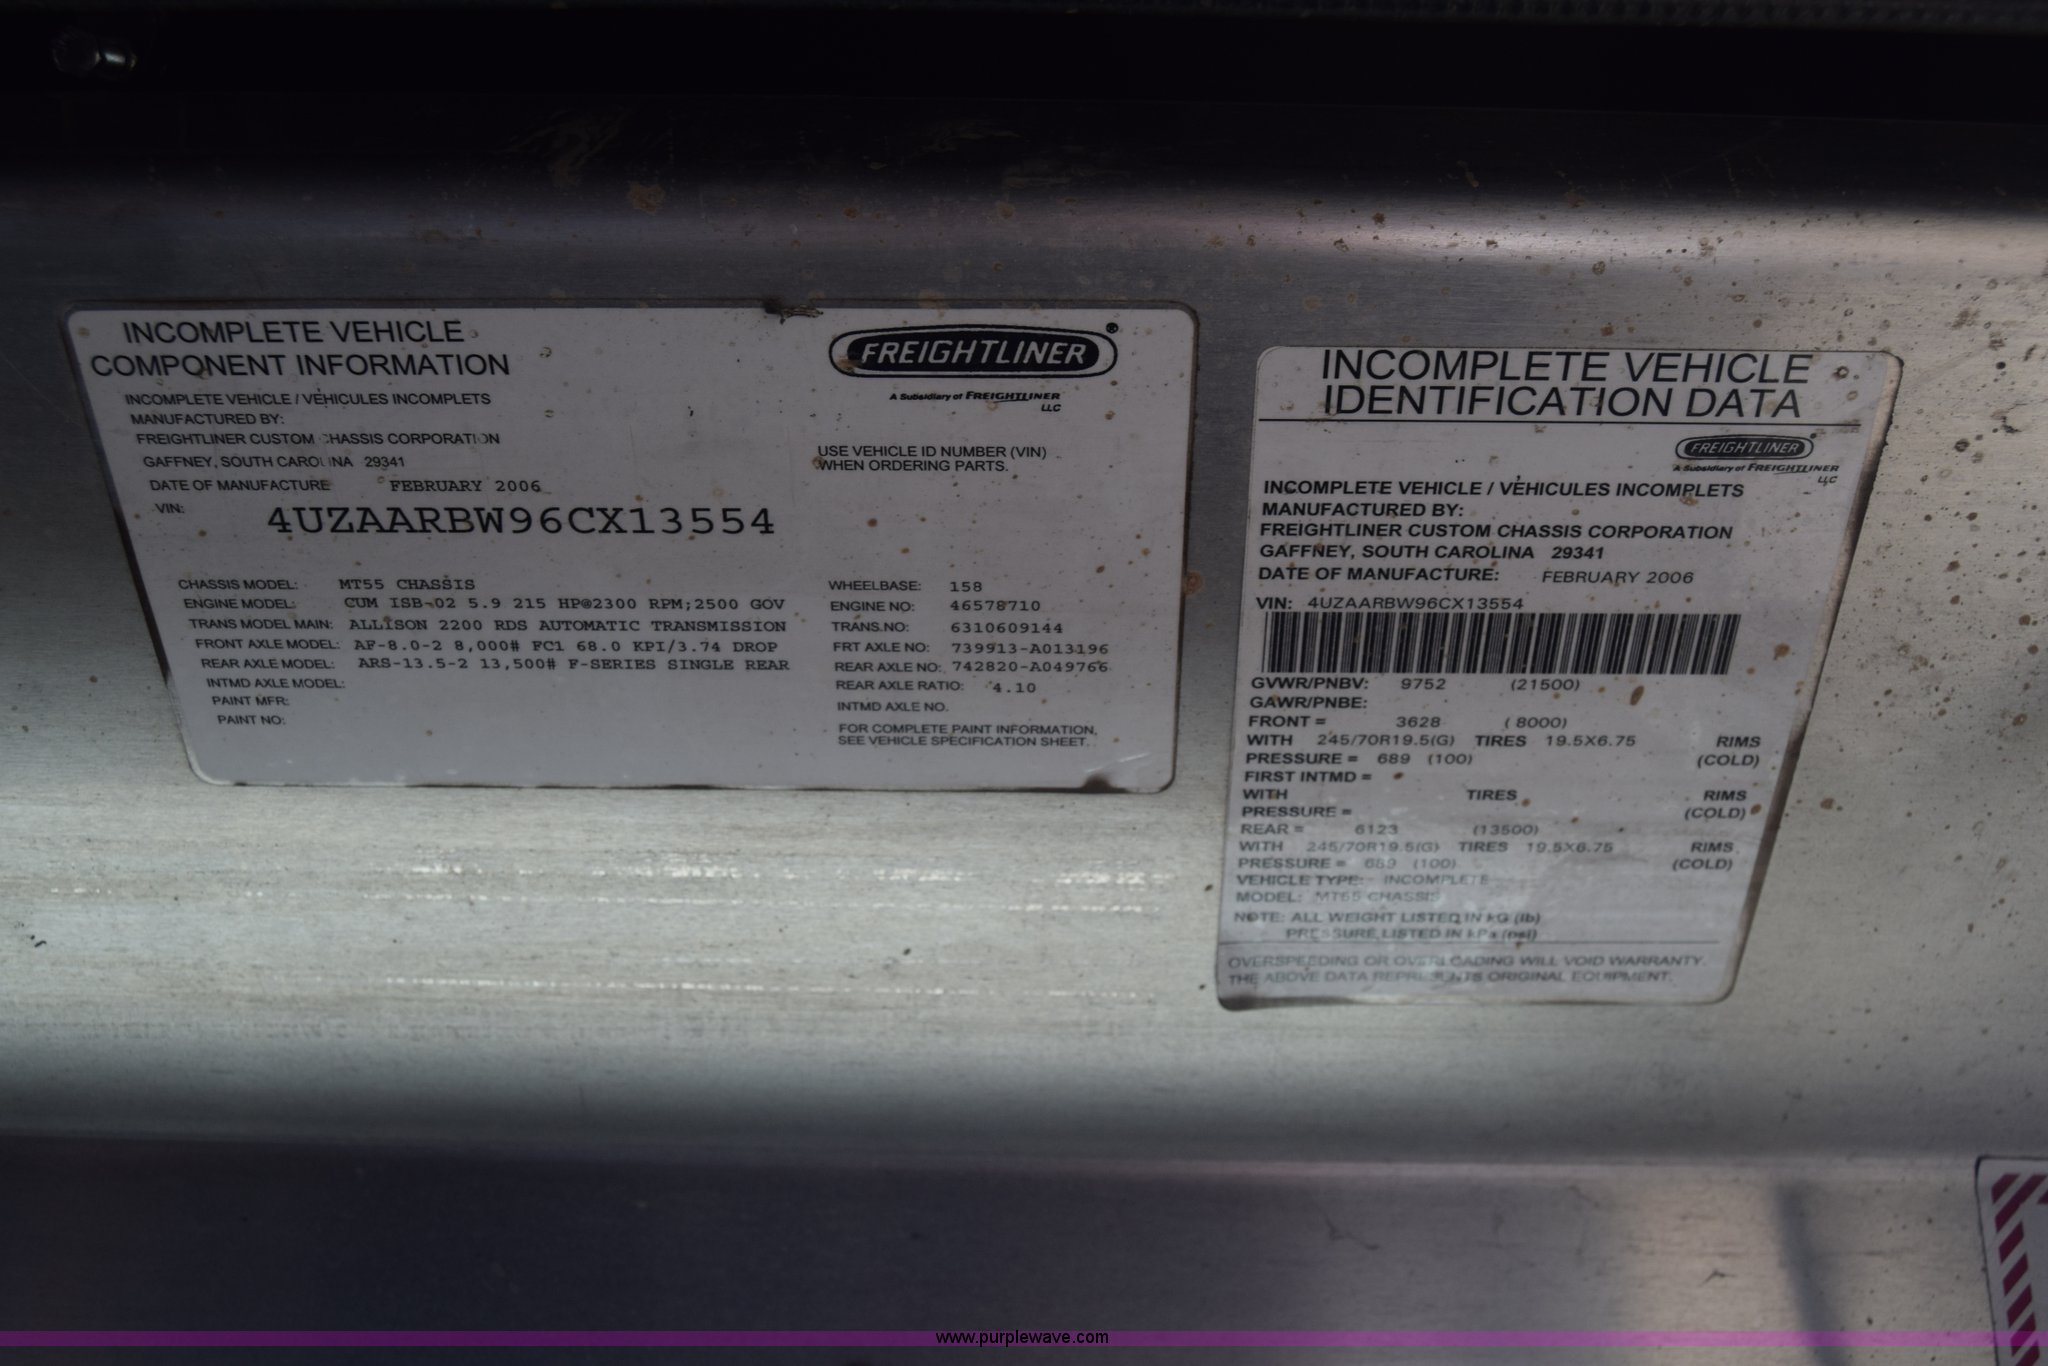 INCOMPLETE VEHICLE
COMPONENT INFORMATION
INCOMPLETE VEHICLE / VEHICULES INCOMPLETS
MANUFACTURED BY:
FREIGHTLINER CUSTOM CHASSIS CORPORATION
GAFFNEY, SOUTH CAROLINA 29341
DATE OF MANUFACTURE FEBRUARY 2006
VIN: 4UZAARBW96CX13554
FREIGHTLINER®
A Subsidiary of FREIGHTLINER
LLC
USE VEHICLE ID NUMBER (VIN)
WHEN ORDERING PARTS.
CHASSIS MODEL: MT55 CHASSIS
ENGINE MODEL: CUM ISB-02 5.9 215 HP@2300 RPM;2500 GOV
TRANS MODEL MAIN: ALLISON 2200 RDS AUTOMATIC TRANSMISSION
FRONT AXLE MODEL: AF-8.0-2 8,000# FC1 68.0 KPI/3.74 DROP
REAR AXLE MODEL: ARS-13.5-2 13,500# F-SERIES SINGLE REAR
INTMD AXLE MODEL:
PAINT MFR:
PAINT NO:
WHEELBASE: 158
ENGINE NO: 46578710
TRANS.NO: 6310609144
FRT AXLE NO: 739913-A013196
REAR AXLE NO: 742820-A049766
REAR AXLE RATIO: 4.10
INTMD AXLE NO.
FOR COMPLETE PAINT INFORMATION,
SEE VEHICLE SPECIFICATION SHEET.
INCOMPLETE VEHICLE
IDENTIFICATION DATA
FREIGHTLINER
A Subsidiary of FREIGHTLINER
LLC
INCOMPLETE VEHICLE / VEHICULES INCOMPLETS
MANUFACTURED BY:
FREIGHTLINER CUSTOM CHASSIS CORPORATION
GAFFNEY, SOUTH CAROLINA 29341
DATE OF MANUFACTURE: FEBRUARY 2006
VIN: 4UZAARBW96CX13554
GVWR/PNBV: 9752 (21500)
GAWR/PNBE:
FRONT = 3628 ( 8000)
WITH 245/70R19.5(G) TIRES 19.5X6.75 RIMS
PRESSURE = 689 (100) (COLD)
FIRST INTMD =
WITH TIRES RIMS
PRESSURE = (COLD)
REAR = 6123 (13500)
WITH 245/70R19.5(G) TIRES 19.5X6.75 RIMS
PRESSURE = 689 (100) (COLD)
VEHICLE TYPE: INCOMPLETE
MODEL: MT55 CHASSIS
NOTE: ALL WEIGHT LISTED IN KG (lb)
PRESSURE LISTED IN kPa (psi)
OVERSPEEDING OR OVERLOADING WILL VOID WARRANTY.
THE ABOVE DATA REPRESENTS ORIGINAL EQUIPMENT.
www.purplewave.com